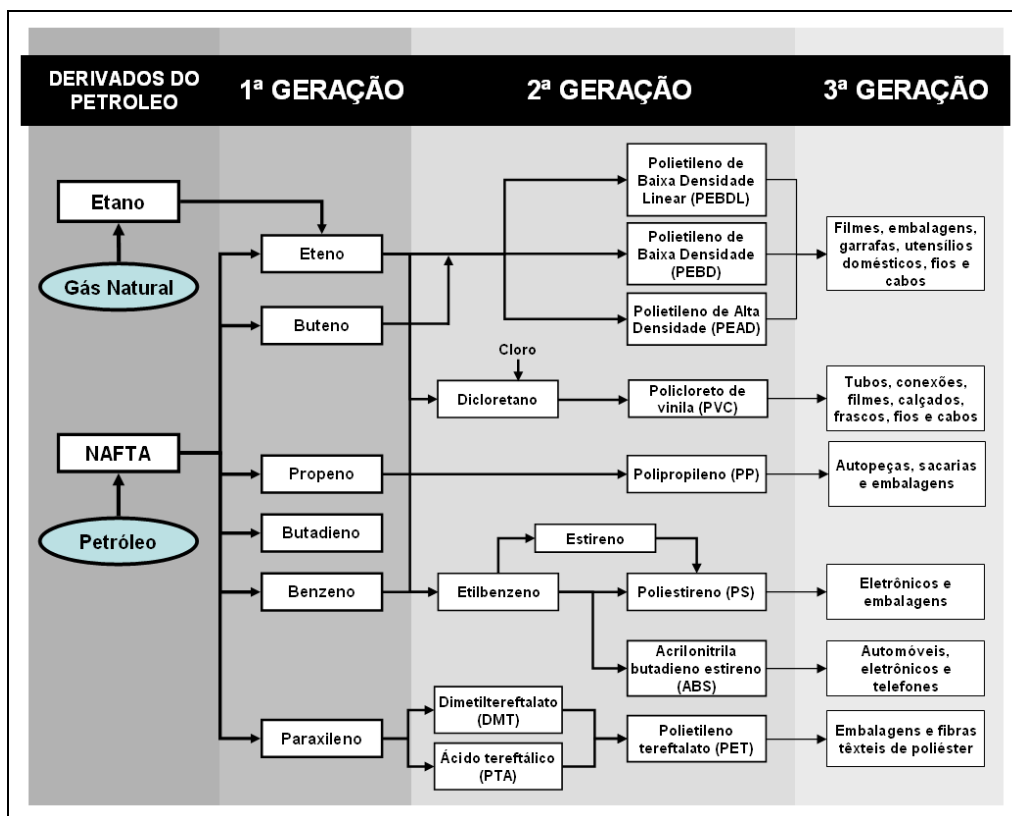 DERIVADOS DO
PETROLEO
1ª GERAÇÃO
2ª GERAÇÃO
3ª GERAÇÃO
Etano
Gás Natural
NAFTA
Petróleo
Eteno
Buteno
Propeno
Butadieno
Benzeno
Paraxileno
Cloro
Dicloretano
Estireno
Etilbenzeno
Dimetiltereftalato
(DMT)
Ácido tereftálico
(PTA)
Polietileno de
Baixa Densidade
Linear (PEBDL)
Polietileno de
Baixa Densidade
(PEBD)
Polietileno de Alta
Densidade (PEAD)
Policloreto de
vinila (PVC)
Polipropileno (PP)
Poliestireno (PS)
Acrilonitrila
butadieno estireno
(ABS)
Polietileno
tereftalato (PET)
Filmes, embalagens,
garrafas, utensílios
domésticos, fios e
cabos
Tubos, conexões,
filmes, calçados,
frascos, fios e cabos
Autopeças, sacarias
e embalagens
Eletrônicos e
embalagens
Automóveis,
eletrônicos e
telefones
Embalagens e fibras
têxteis de poliéster